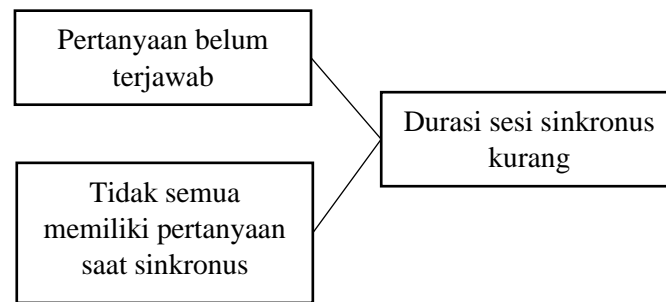 Pertanyaan belum
terjawab
Durasi sesi sinkronus
kurang
Tidak semua
memiliki pertanyaan
saat sinkronus